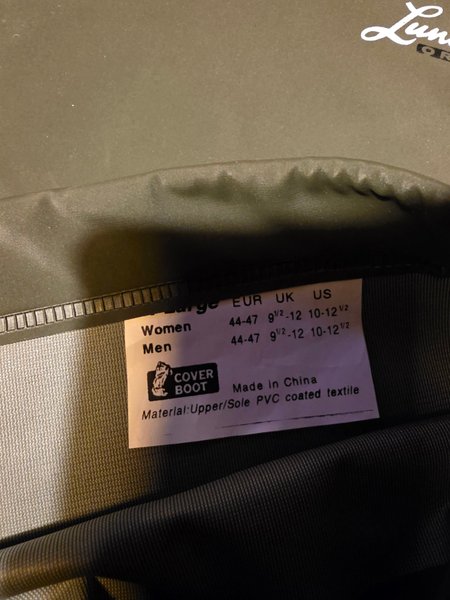 Large EUR UK US
Women 44-47 9 1/2-12 10-12 1/2
Men 44-47 9 1/2-12 10-12 1/2
COVER
BOOT
Made in China
Material:Upper/Sole PVC coated textile